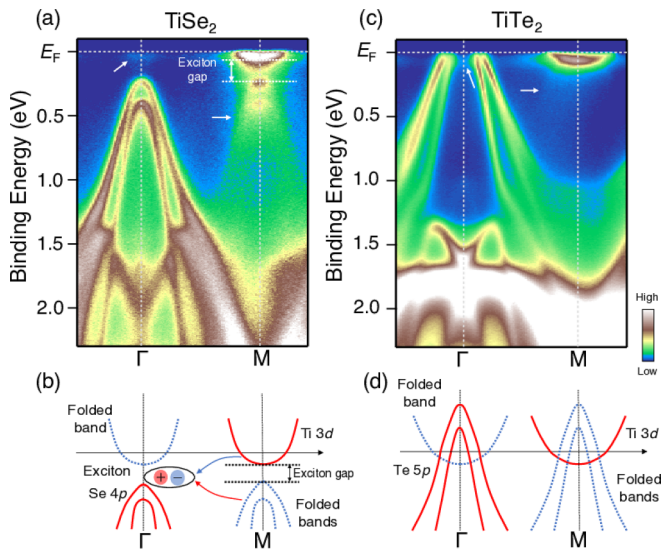 (a) TiSe₂
E_F
Exciton
gap
0.5
1.0
1.5
2.0
Binding Energy (eV)
Γ M
(c) TiTe₂
E_F
0.5
1.0
1.5
2.0
Binding Energy (eV)
Γ M
High
Low
(b)
Folded
band
Ti 3d
Exciton
+ −
Exciton gap
Se 4p
Folded
bands
Γ M
(d)
Folded
band
Ti 3d
Te 5p
Folded
bands
Γ M